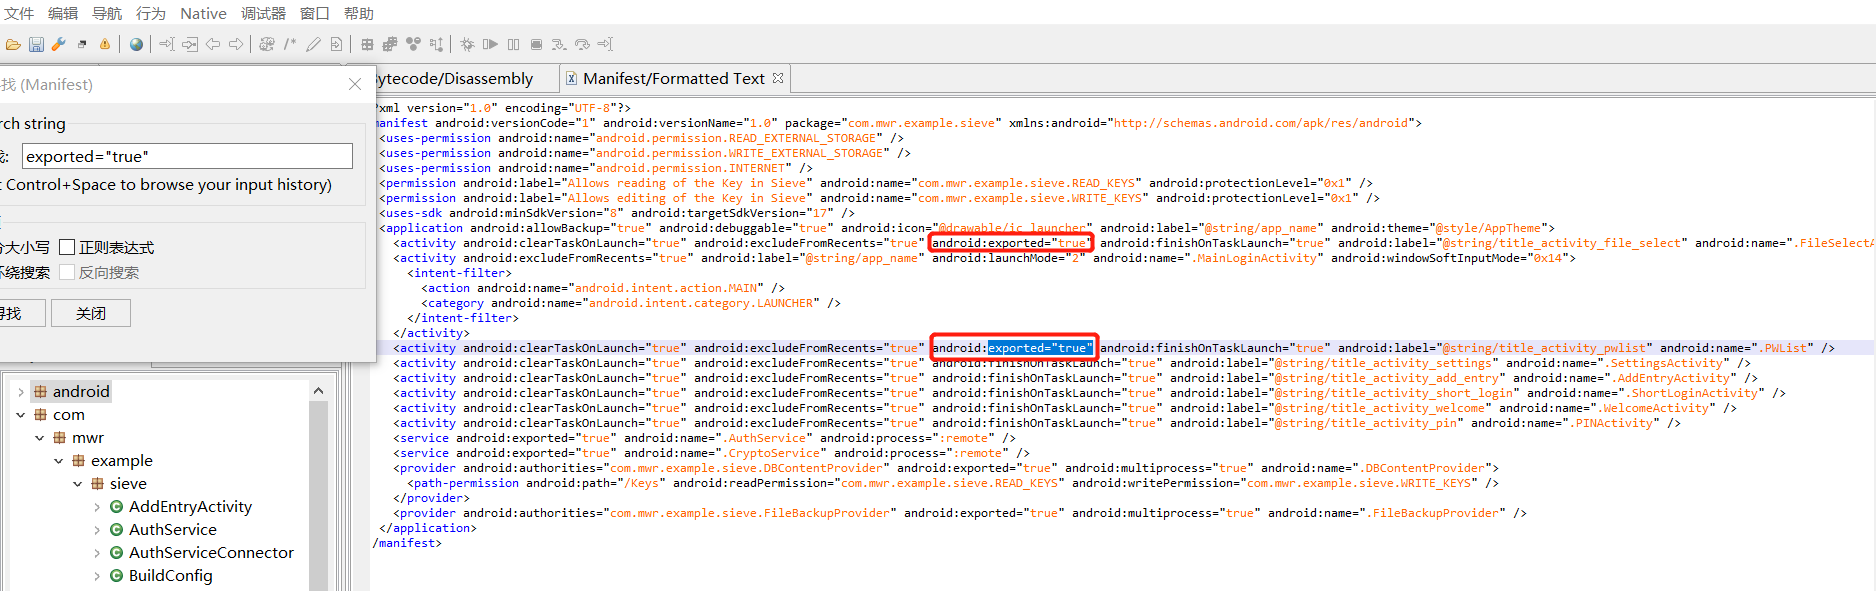 文件 编辑 导航 行为 Native 调试器 窗口 帮助
找 (Manifest)
rch string
找: exported="true"
t Control+Space to browse your input history)
分大小写 正则表达式
环绕搜索 反向搜索
寻找 关闭
android
com
mwr
example
sieve
AddEntryActivity
AuthService
AuthServiceConnector
BuildConfig
ytecode/Disassembly Manifest/Formatted Text
?xml version="1.0" encoding="UTF-8"?>
manifest android:versionCode="1" android:versionName="1.0" package="com.mwr.example.sieve" xmlns:android="http://schemas.android.com/apk/res/android">
<uses-permission android:name="android.permission.READ_EXTERNAL_STORAGE" />
<uses-permission android:name="android.permission.WRITE_EXTERNAL_STORAGE" />
<uses-permission android:name="android.permission.INTERNET" />
<permission android:label="Allows reading of the Key in Sieve" android:name="com.mwr.example.sieve.READ_KEYS" android:protectionLevel="0x1" />
<permission android:label="Allows editing of the Key in Sieve" android:name="com.mwr.example.sieve.WRITE_KEYS" android:protectionLevel="0x1" />
<uses-sdk android:minSdkVersion="8" android:targetSdkVersion="17" />
<application android:allowBackup="true" android:debuggable="true" android:icon="@drawable/ic_launcher" android:label="@string/app_name" android:theme="@style/AppTheme">
<activity android:clearTaskOnLaunch="true" android:excludeFromRecents="true" android:exported="true" android:finishOnTaskLaunch="true" android:label="@string/title_activity_file_select" android:name=".FileSelectA
<activity android:excludeFromRecents="true" android:label="@string/app_name" android:launchMode="2" android:name=".MainLoginActivity" android:windowSoftInputMode="0x14">
<intent-filter>
<action android:name="android.intent.action.MAIN" />
<category android:name="android.intent.category.LAUNCHER" />
</intent-filter>
</activity>
<activity android:clearTaskOnLaunch="true" android:excludeFromRecents="true" android:exported="true" android:finishOnTaskLaunch="true" android:label="@string/title_activity_pwlist" android:name=".PWList" />
<activity android:clearTaskOnLaunch="true" android:excludeFromRecents="true" android:finishOnTaskLaunch="true" android:label="@string/title_activity_settings" android:name=".SettingsActivity" />
<activity android:clearTaskOnLaunch="true" android:excludeFromRecents="true" android:finishOnTaskLaunch="true" android:label="@string/title_activity_add_entry" android:name=".AddEntryActivity" />
<activity android:clearTaskOnLaunch="true" android:excludeFromRecents="true" android:finishOnTaskLaunch="true" android:label="@string/title_activity_short_login" android:name=".ShortLoginActivity" />
<activity android:clearTaskOnLaunch="true" android:excludeFromRecents="true" android:finishOnTaskLaunch="true" android:label="@string/title_activity_welcome" android:name=".WelcomeActivity" />
<activity android:clearTaskOnLaunch="true" android:excludeFromRecents="true" android:finishOnTaskLaunch="true" android:label="@string/title_activity_pin" android:name=".PINActivity" />
<service android:exported="true" android:name=".AuthService" android:process=":remote" />
<service android:exported="true" android:name=".CryptoService" android:process=":remote" />
<provider android:authorities="com.mwr.example.sieve.DBContentProvider" android:exported="true" android:multiprocess="true" android:name=".DBContentProvider">
<path-permission android:path="/Keys" android:readPermission="com.mwr.example.sieve.READ_KEYS" android:writePermission="com.mwr.example.sieve.WRITE_KEYS" />
</provider>
<provider android:authorities="com.mwr.example.sieve.FileBackupProvider" android:exported="true" android:multiprocess="true" android:name=".FileBackupProvider" />
</application>
/manifest>